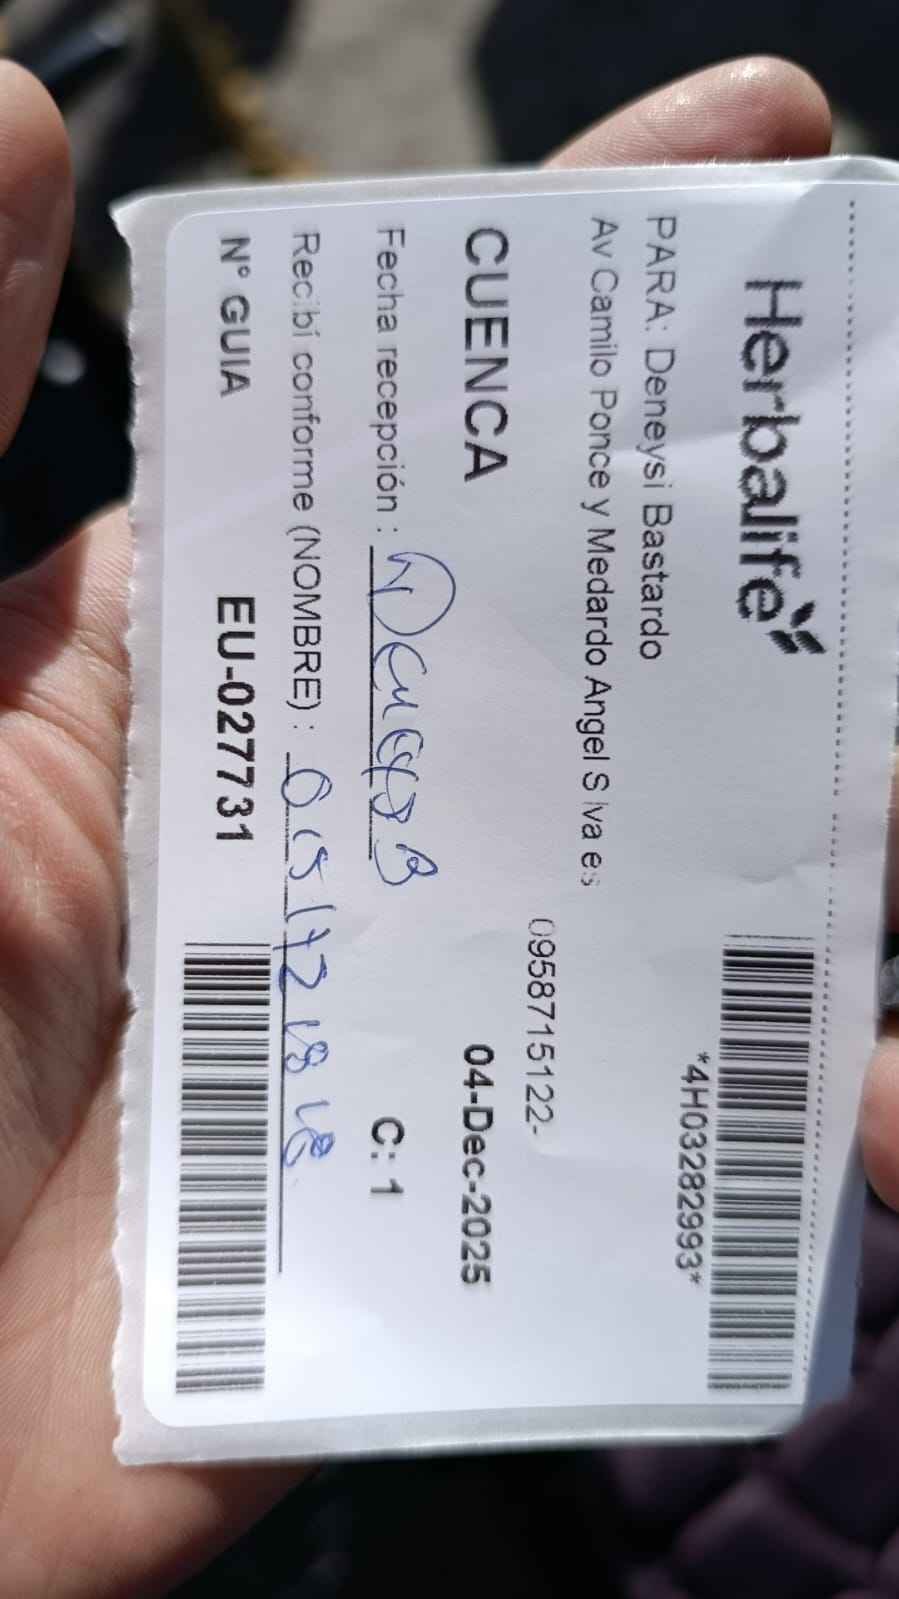 Herbalife
*4H03282993*
PARA: Deneysi Bastardo
Av Camilo Ponce y Medardo Angel Silva es
0958715122-
CUENCA 04-Dec-2025
Fecha recepción : C: 1
Recibí conforme (NOMBRE) :
N° GUIA EU-027731